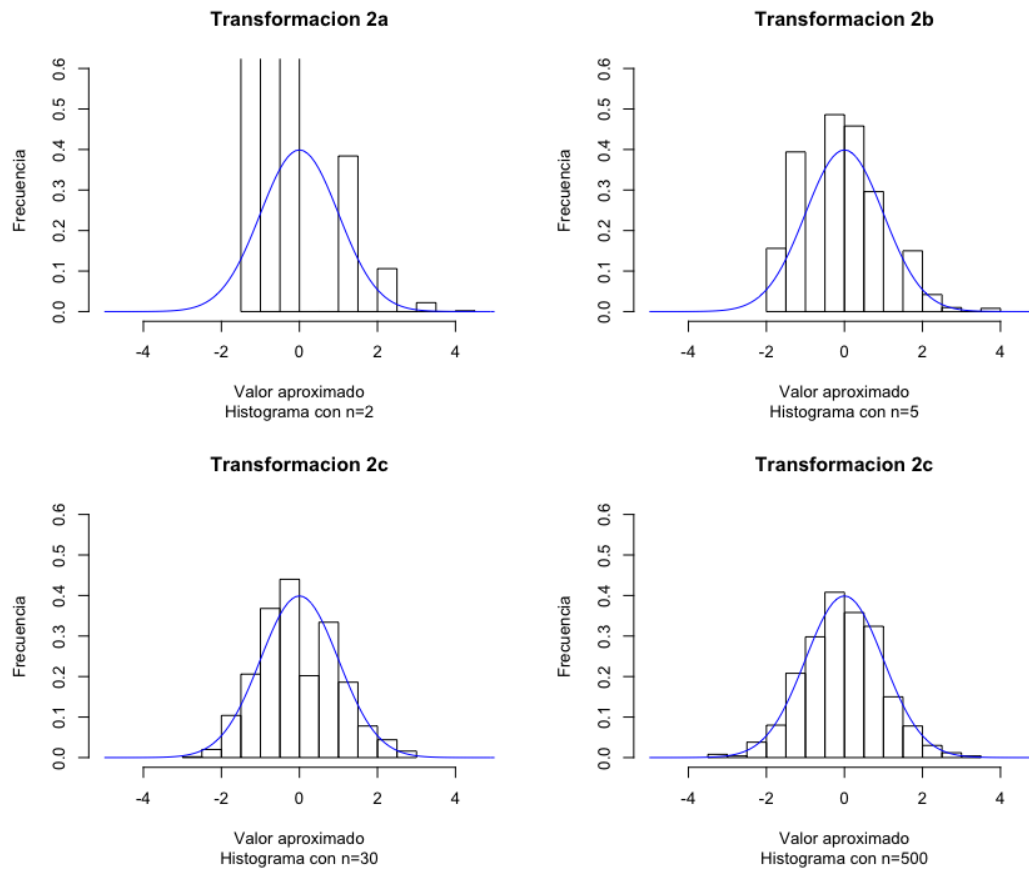 Transformacion 2a
Frecuencia
0.0 0.1 0.2 0.3 0.4 0.5 0.6
-4 -2 0 2 4
Valor aproximado
Histograma con n=2
Transformacion 2b
Frecuencia
0.0 0.1 0.2 0.3 0.4 0.5 0.6
-4 -2 0 2 4
Valor aproximado
Histograma con n=5
Transformacion 2c
Frecuencia
0.0 0.1 0.2 0.3 0.4 0.5 0.6
-4 -2 0 2 4
Valor aproximado
Histograma con n=30
Transformacion 2c
Frecuencia
0.0 0.1 0.2 0.3 0.4 0.5 0.6
-4 -2 0 2 4
Valor aproximado
Histograma con n=500